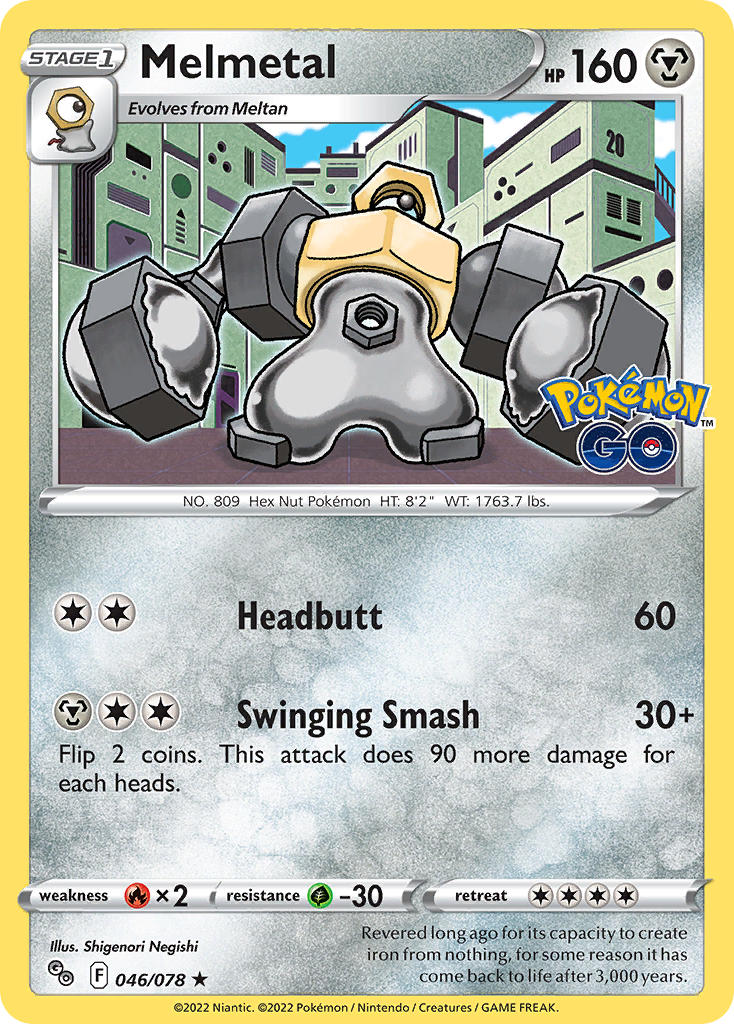 STAGE 1
Melmetal
HP 160
Evolves from Meltan
20
POKéMON
GO
TM
NO. 809 Hex Nut Pokémon HT: 8'2" WT: 1763.7 lbs.
Headbutt 60
Swinging Smash 30+
Flip 2 coins. This attack does 90 more damage for
each heads.
weakness ×2 resistance -30 retreat
Illus. Shigenori Negishi
GO F 046/078 ★
Revered long ago for its capacity to create
iron from nothing, for some reason it has
come back to life after 3,000 years.
©2022 Niantic. ©2022 Pokémon / Nintendo / Creatures / GAME FREAK.